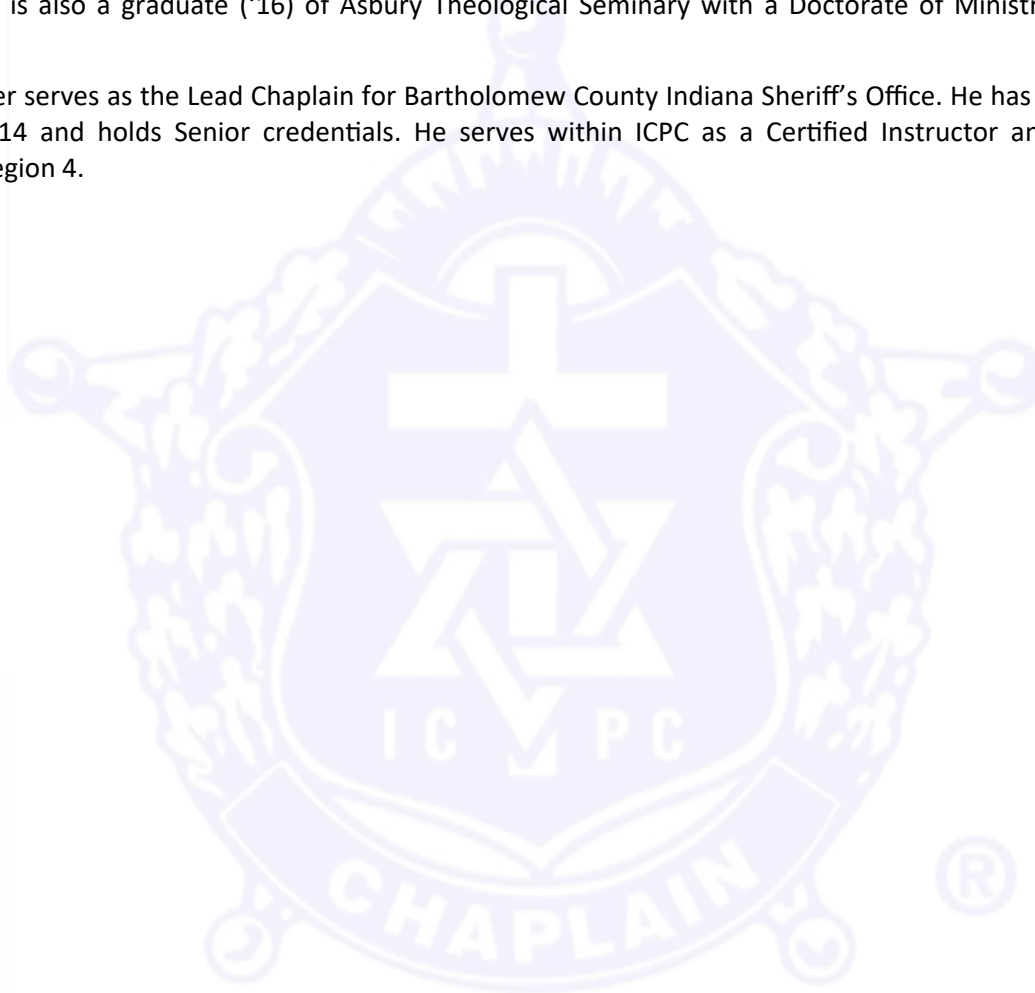 is also a graduate ('16) of Asbury Theological Seminary with a Doctorate of Ministr
er serves as the Lead Chaplain for Bartholomew County Indiana Sheriff's Office. He has
14 and holds Senior credentials. He serves within ICPC as a Certified Instructor an
egion 4.
IC PC
CHAPLAIN
®